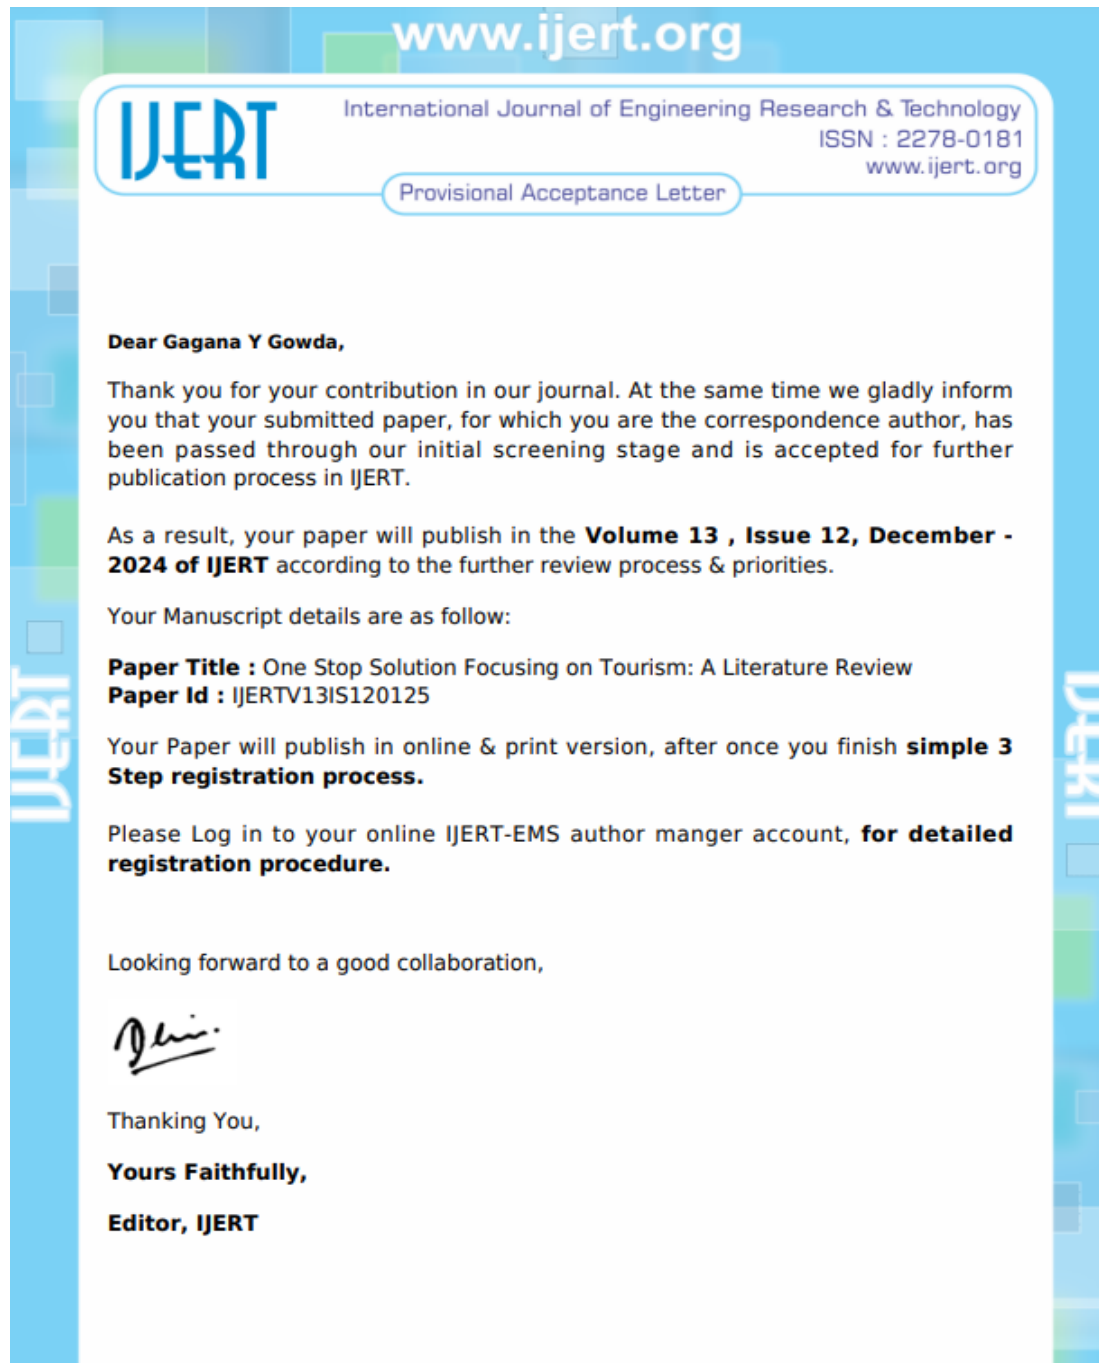 www.ijert.org
IJERT
International Journal of Engineering Research & Technology
ISSN : 2278-0181
www.ijert.org
Provisional Acceptance Letter
Dear Gagana Y Gowda,
Thank you for your contribution in our journal. At the same time we gladly inform
you that your submitted paper, for which you are the correspondence author, has
been passed through our initial screening stage and is accepted for further
publication process in IJERT.
As a result, your paper will publish in the Volume 13 , Issue 12, December -
2024 of IJERT according to the further review process & priorities.
Your Manuscript details are as follow:
Paper Title : One Stop Solution Focusing on Tourism: A Literature Review
Paper Id : IJERTV13IS120125
Your Paper will publish in online & print version, after once you finish simple 3
Step registration process.
Please Log in to your online IJERT-EMS author manger account, for detailed
registration procedure.
Looking forward to a good collaboration,
Thanking You,
Yours Faithfully,
Editor, IJERT
IJERT
IJERT